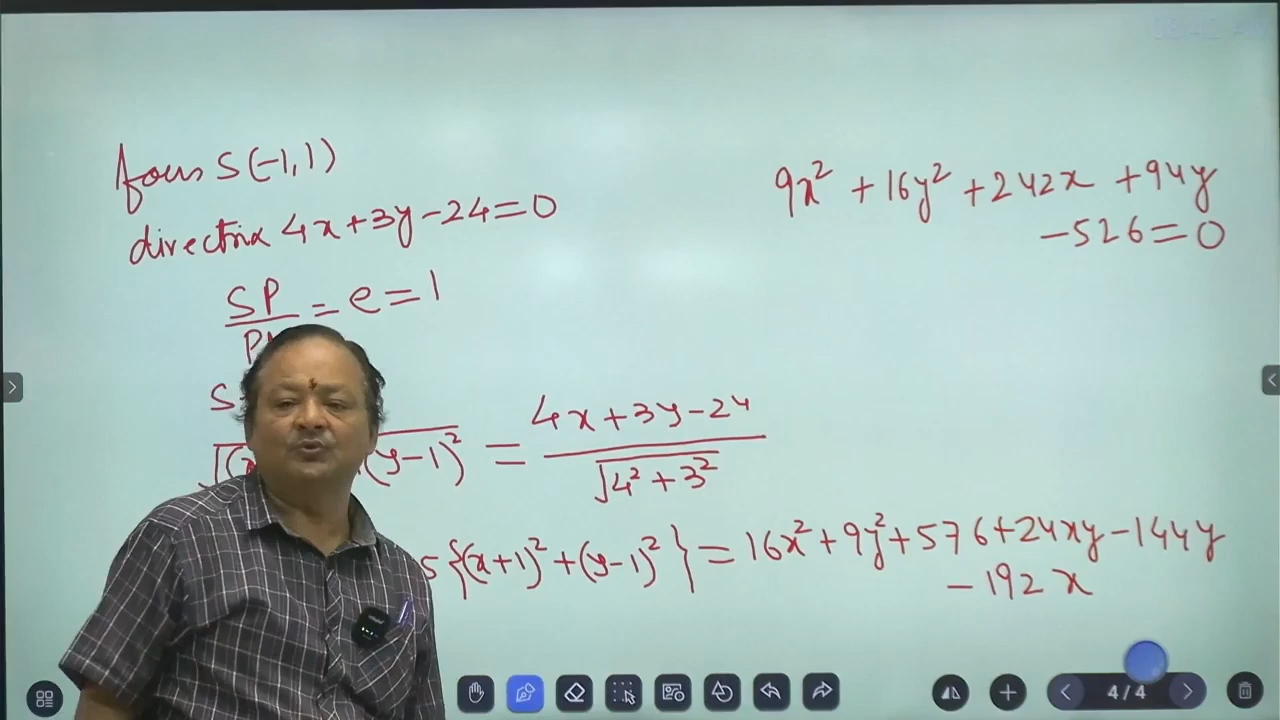 focus S(-1,1)
directrix 4x+3y-24=0
SP/P = e = 1
S
√(x (y-1)² = (4x+3y-24)/√(4²+3²)
5{(x+1)²+(y-1)²} = 16x²+9y²+576+24xy-144y
-192x
9x²+16y²+242x+94y
-526=0
4/4